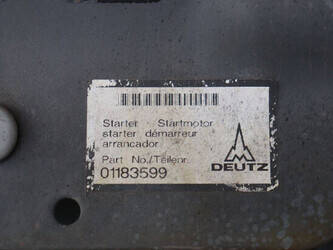 Starter Startmotor
starter démarreur
arrancador
Part No./Teilenr.
01183599
DEUTZ